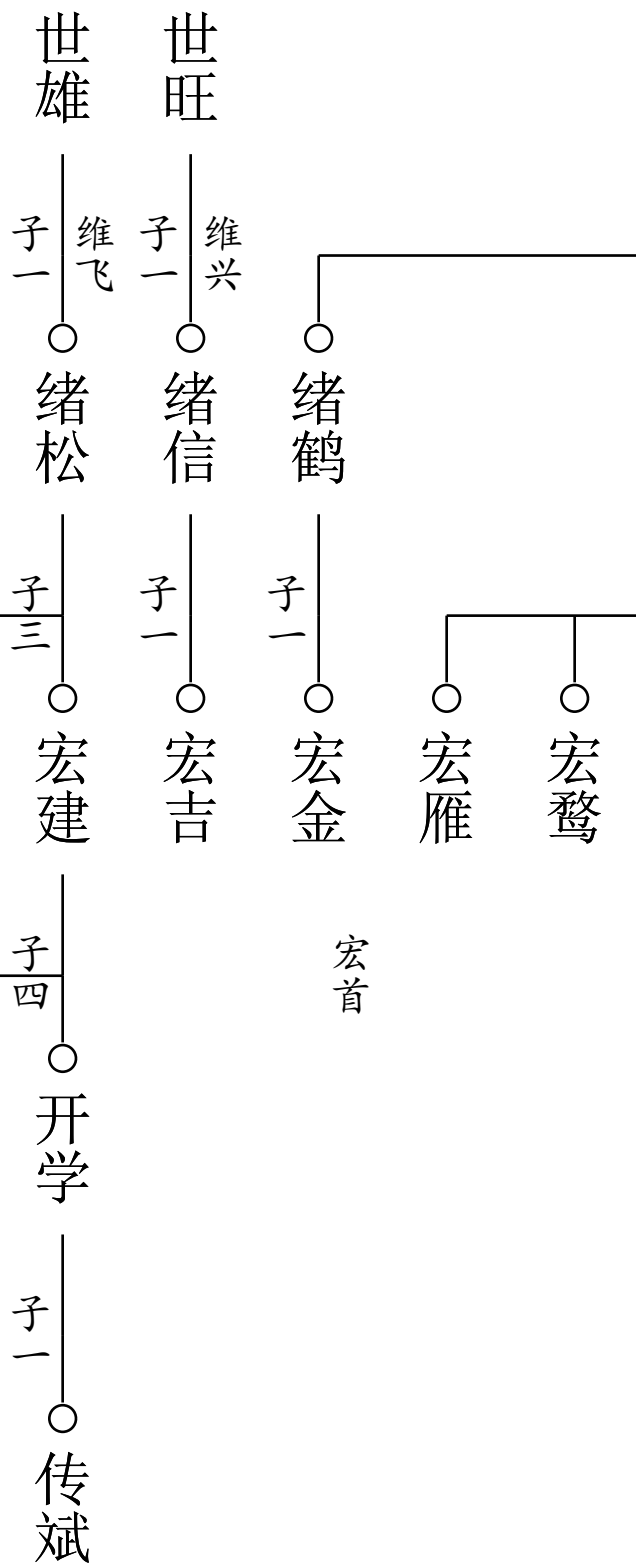 世雄
世旺
子一
维飞
子一
维兴
绪松
绪信
绪鹤
子三
子一
子一
宏建
宏吉
宏金
宏雁
宏鹜
子四
宏首
开学
子一
传斌